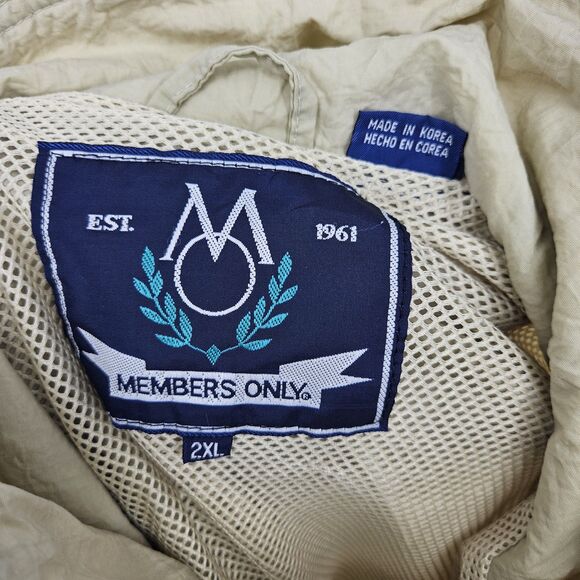 MADE IN KOREA
HECHO EN COREA
EST. 1961
MO
MEMBERS ONLY®
2XL